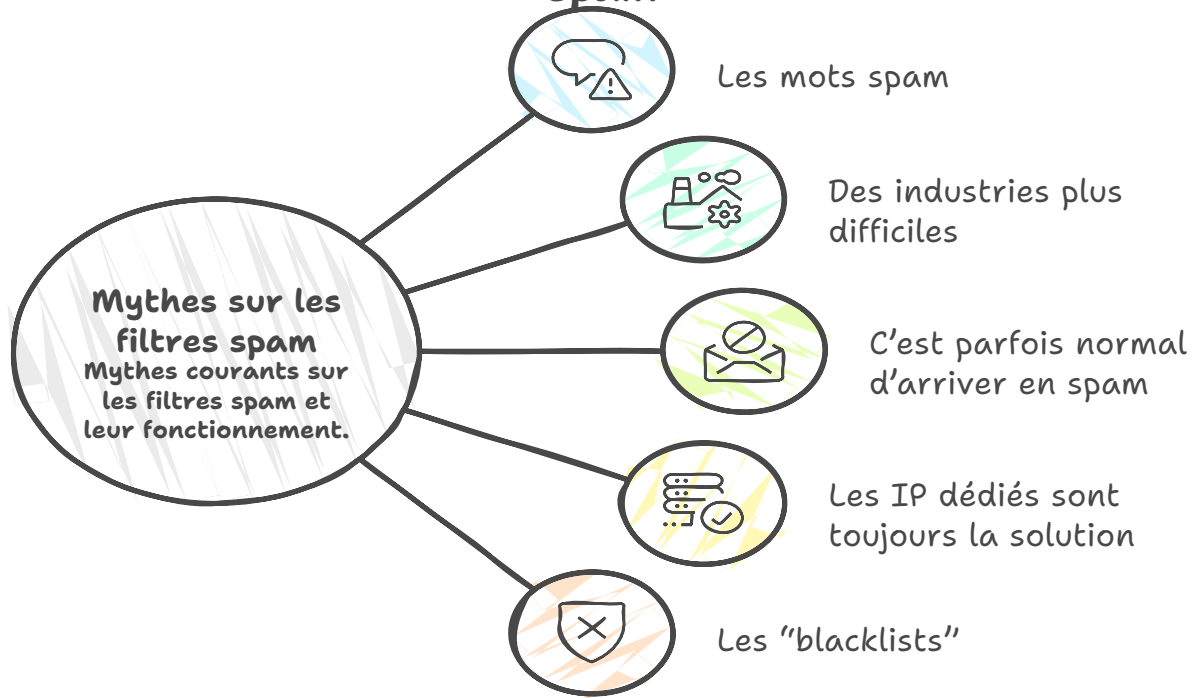 Les mots spam
Des industries plus
difficiles
Mythes sur les
filtres spam
Mythes courants sur
les filtres spam et
leur fonctionnement.
C’est parfois normal
d’arriver en spam
Les IP dédiés sont
toujours la solution
Les “blacklists”